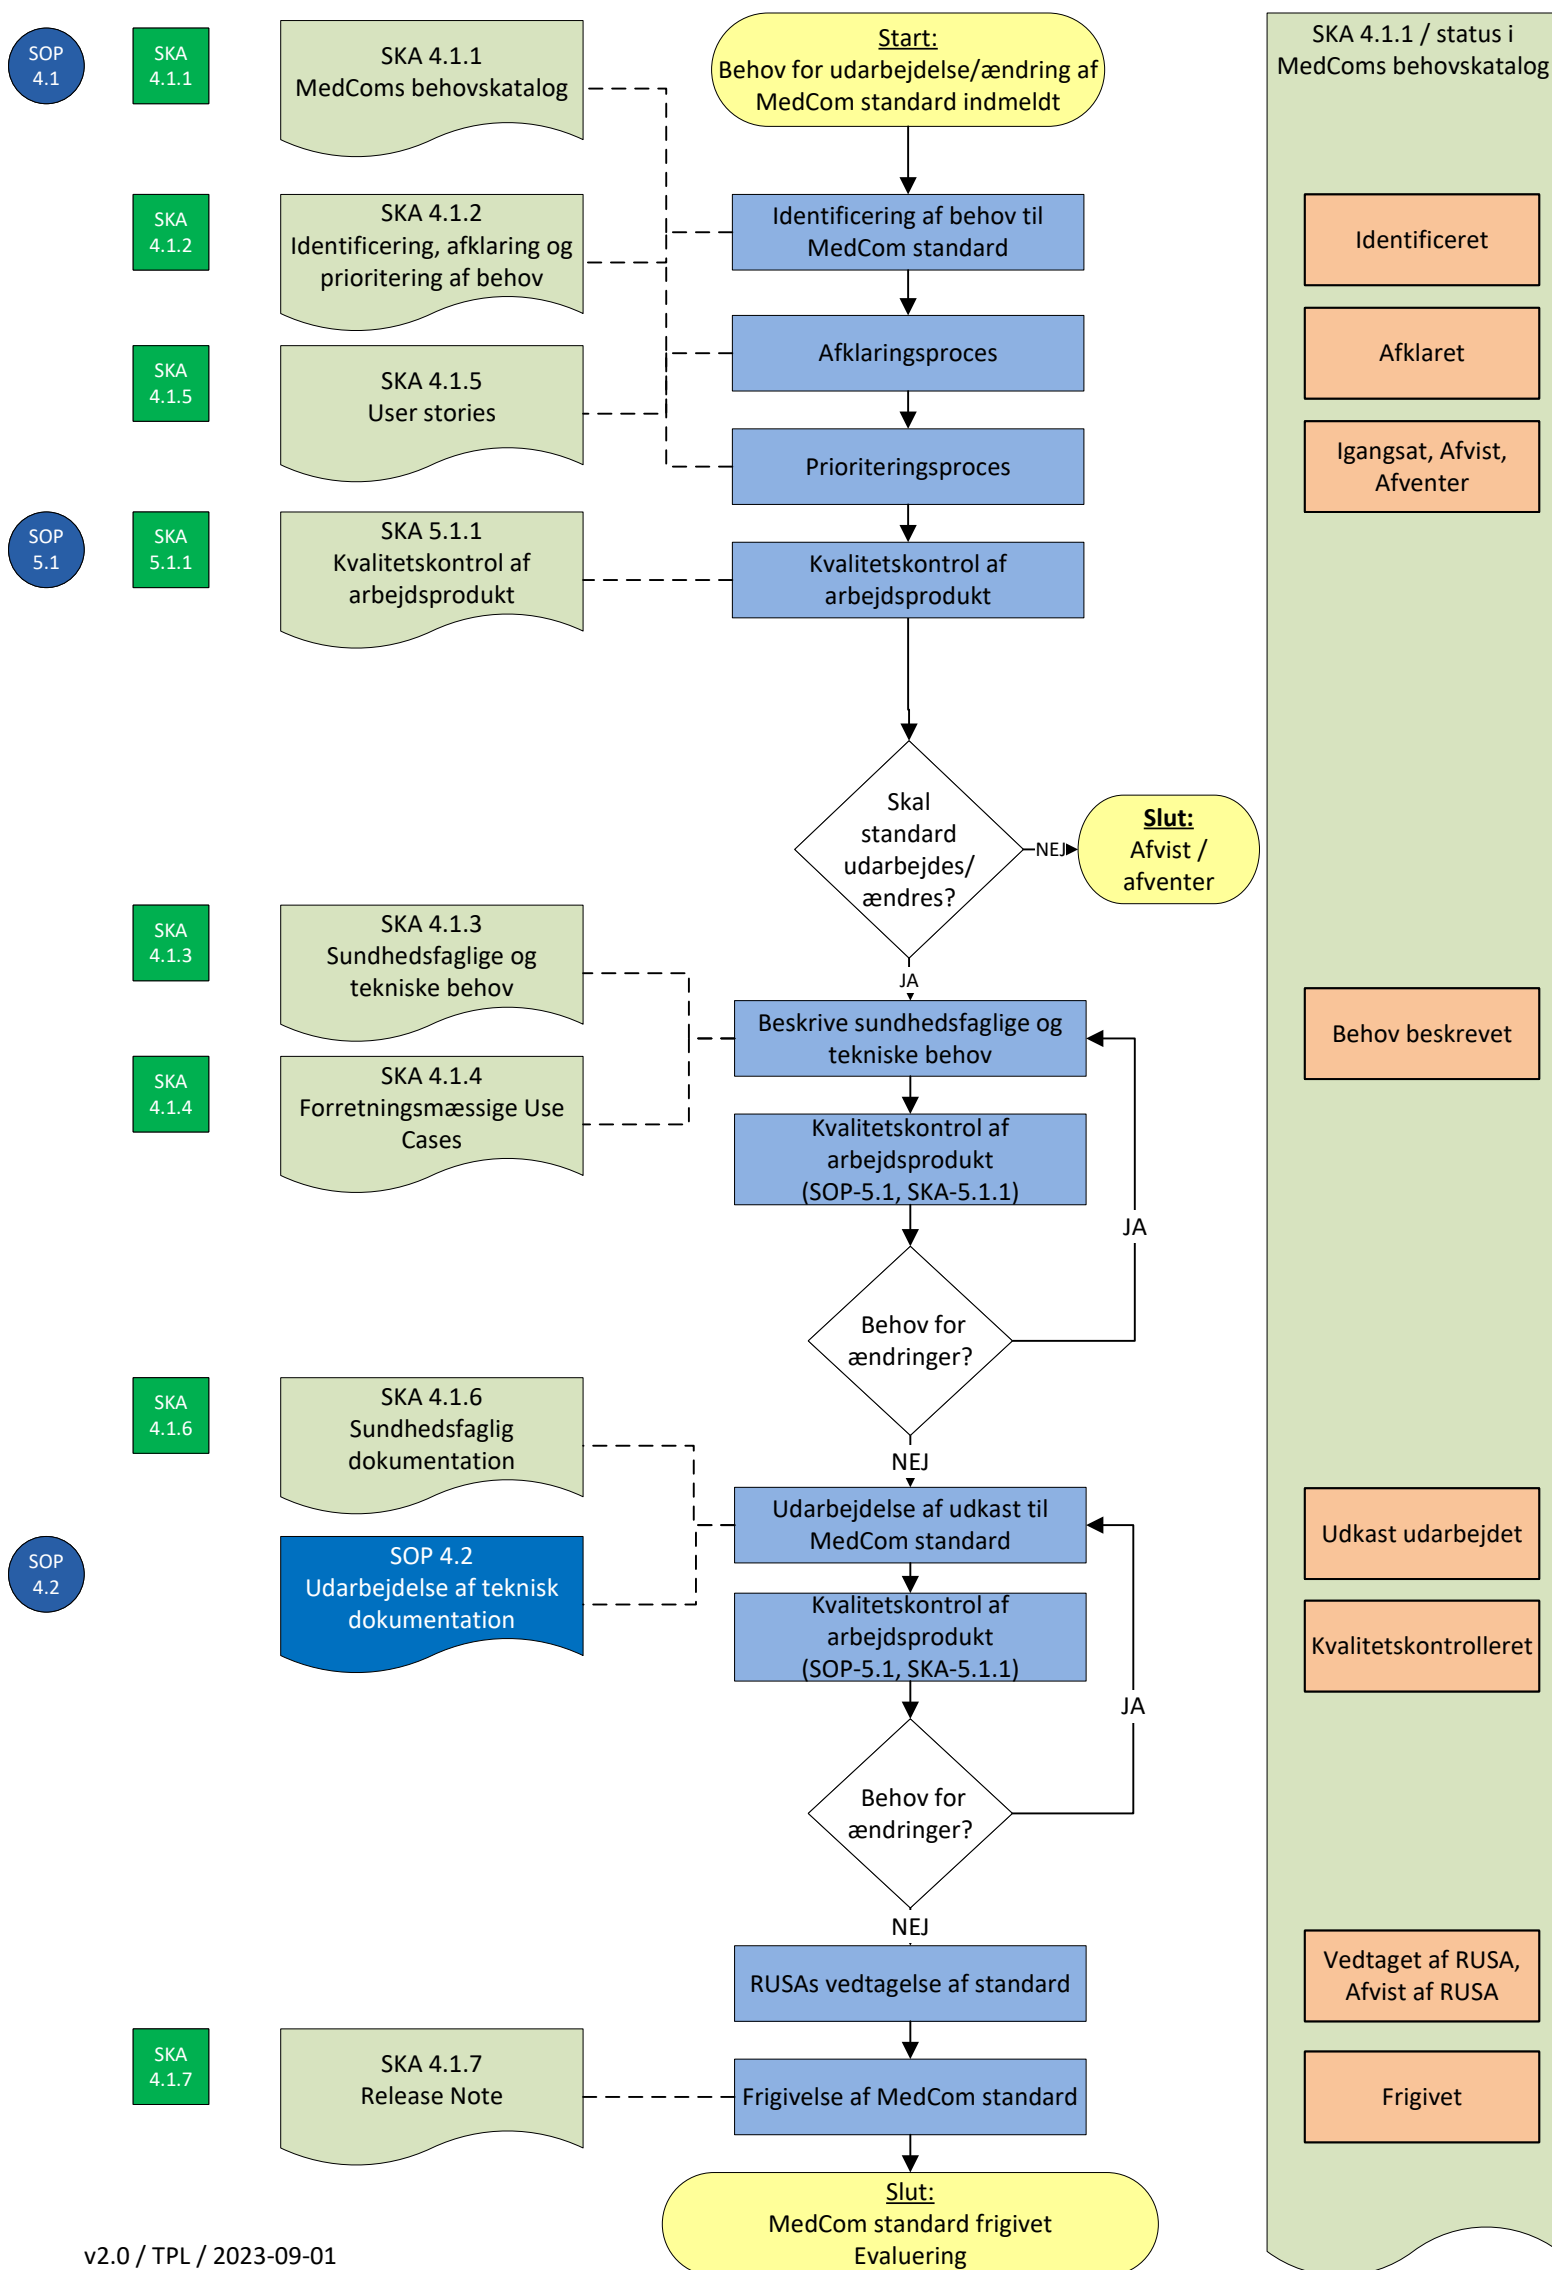 SOP
4.1
SKA
4.1.1
SKA 4.1.1
MedComs behovskatalog
Start:
Behov for udarbejdelse/ændring af
MedCom standard indmeldt
SKA 4.1.1 / status i
MedComs behovskatalog
SKA
4.1.2
SKA 4.1.2
Identificering, afklaring og
prioritering af behov
Identificering af behov til
MedCom standard
Identificeret
SKA
4.1.5
SKA 4.1.5
User stories
Afklaringsproces
Afklaret
Prioriteringsproces
Igangsat, Afvist,
Afventer
SOP
5.1
SKA
5.1.1
SKA 5.1.1
Kvalitetskontrol af
arbejdsprodukt
Kvalitetskontrol af
arbejdsprodukt
Skal
standard
udarbejdes/
ændres?
NEJ
Slut:
Afvist /
afventer
JA
SKA
4.1.3
SKA 4.1.3
Sundhedsfaglige og
tekniske behov
Beskrive sundhedsfaglige og
tekniske behov
Behov beskrevet
SKA
4.1.4
SKA 4.1.4
Forretningsmæssige Use
Cases
Kvalitetskontrol af
arbejdsprodukt
(SOP-5.1, SKA-5.1.1)
JA
Behov for
ændringer?
NEJ
SKA
4.1.6
SKA 4.1.6
Sundhedsfaglig
dokumentation
Udarbejdelse af udkast til
MedCom standard
Udkast udarbejdet
SOP
4.2
SOP 4.2
Udarbejdelse af teknisk
dokumentation
Kvalitetskontrol af
arbejdsprodukt
(SOP-5.1, SKA-5.1.1)
Kvalitetskontrolleret
JA
Behov for
ændringer?
NEJ
RUSAs vedtagelse af standard
Vedtaget af RUSA,
Afvist af RUSA
SKA
4.1.7
SKA 4.1.7
Release Note
Frigivelse af MedCom standard
Frigivet
Slut:
MedCom standard frigivet
Evaluering
v2.0 / TPL / 2023-09-01